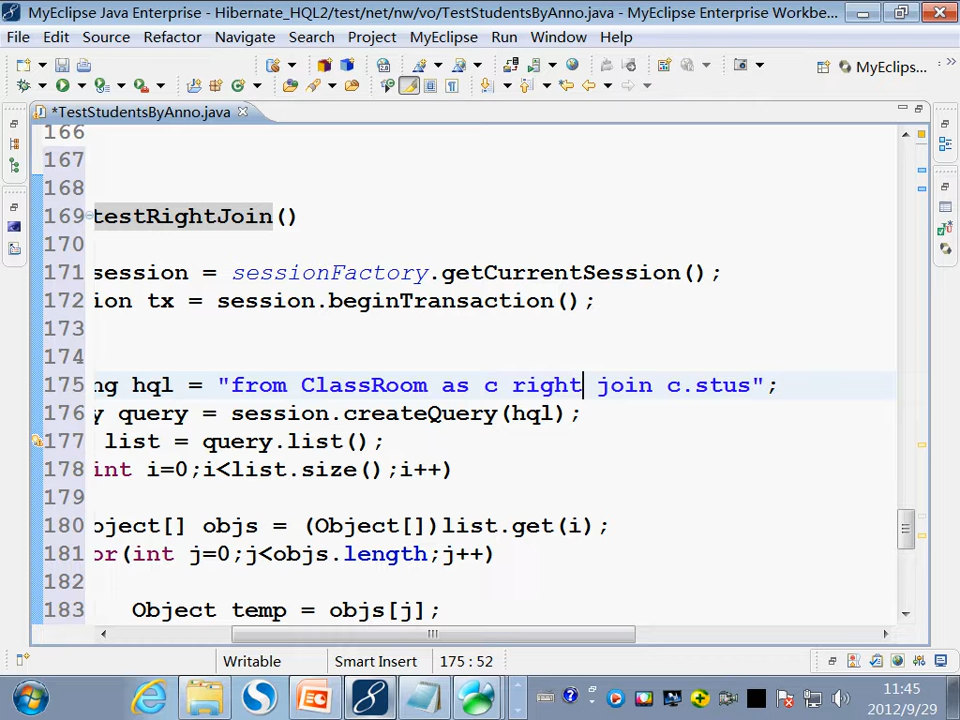 MyEclipse Java Enterprise - Hibernate_HQL2/test/net/nw/vo/TestStudentsByAnno.java - MyEclipse Enterprise Workbe...
File Edit Source Refactor Navigate Search Project MyEclipse Run Window Help
MyEclips...
*TestStudentsByAnno.java
166
167
168
169 testRightJoin()
170
171 session = sessionFactory.getCurrentSession();
172 ion tx = session.beginTransaction();
173
174
175 ng hql = "from ClassRoom as c right join c.stus";
176 y query = session.createQuery(hql);
177 list = query.list();
178 int i=0;i<list.size();i++)
179
180 bject[] objs = (Object[])list.get(i);
181 or(int j=0;j<objs.length;j++)
182
183 Object temp = objs[j];
Writable Smart Insert 175 : 52
11:45
2012/9/29